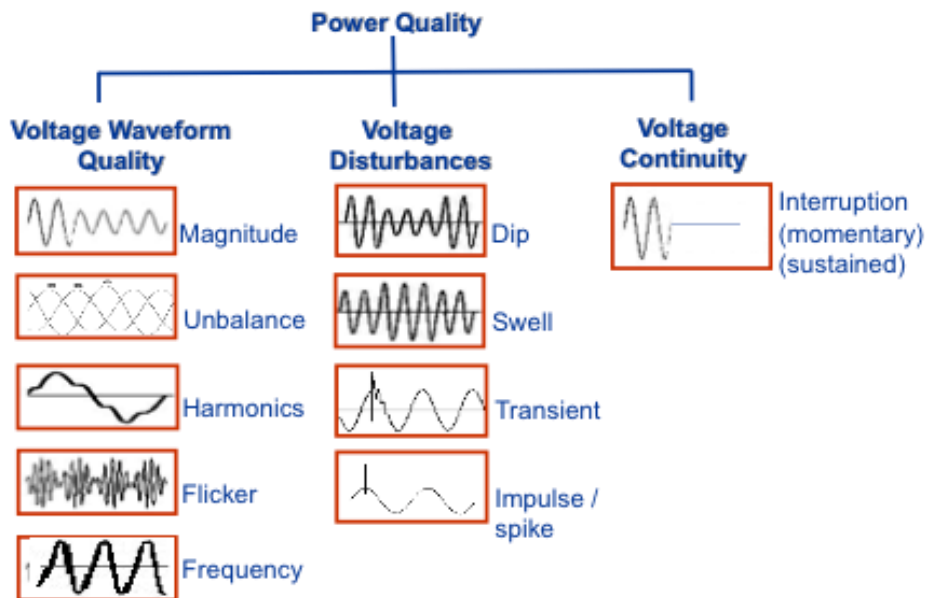 Power Quality
Voltage Waveform
Quality
Magnitude
Unbalance
Harmonics
Flicker
Frequency
Voltage
Disturbances
Dip
Swell
Transient
Impulse /
spike
Voltage
Continuity
Interruption
(momentary)
(sustained)